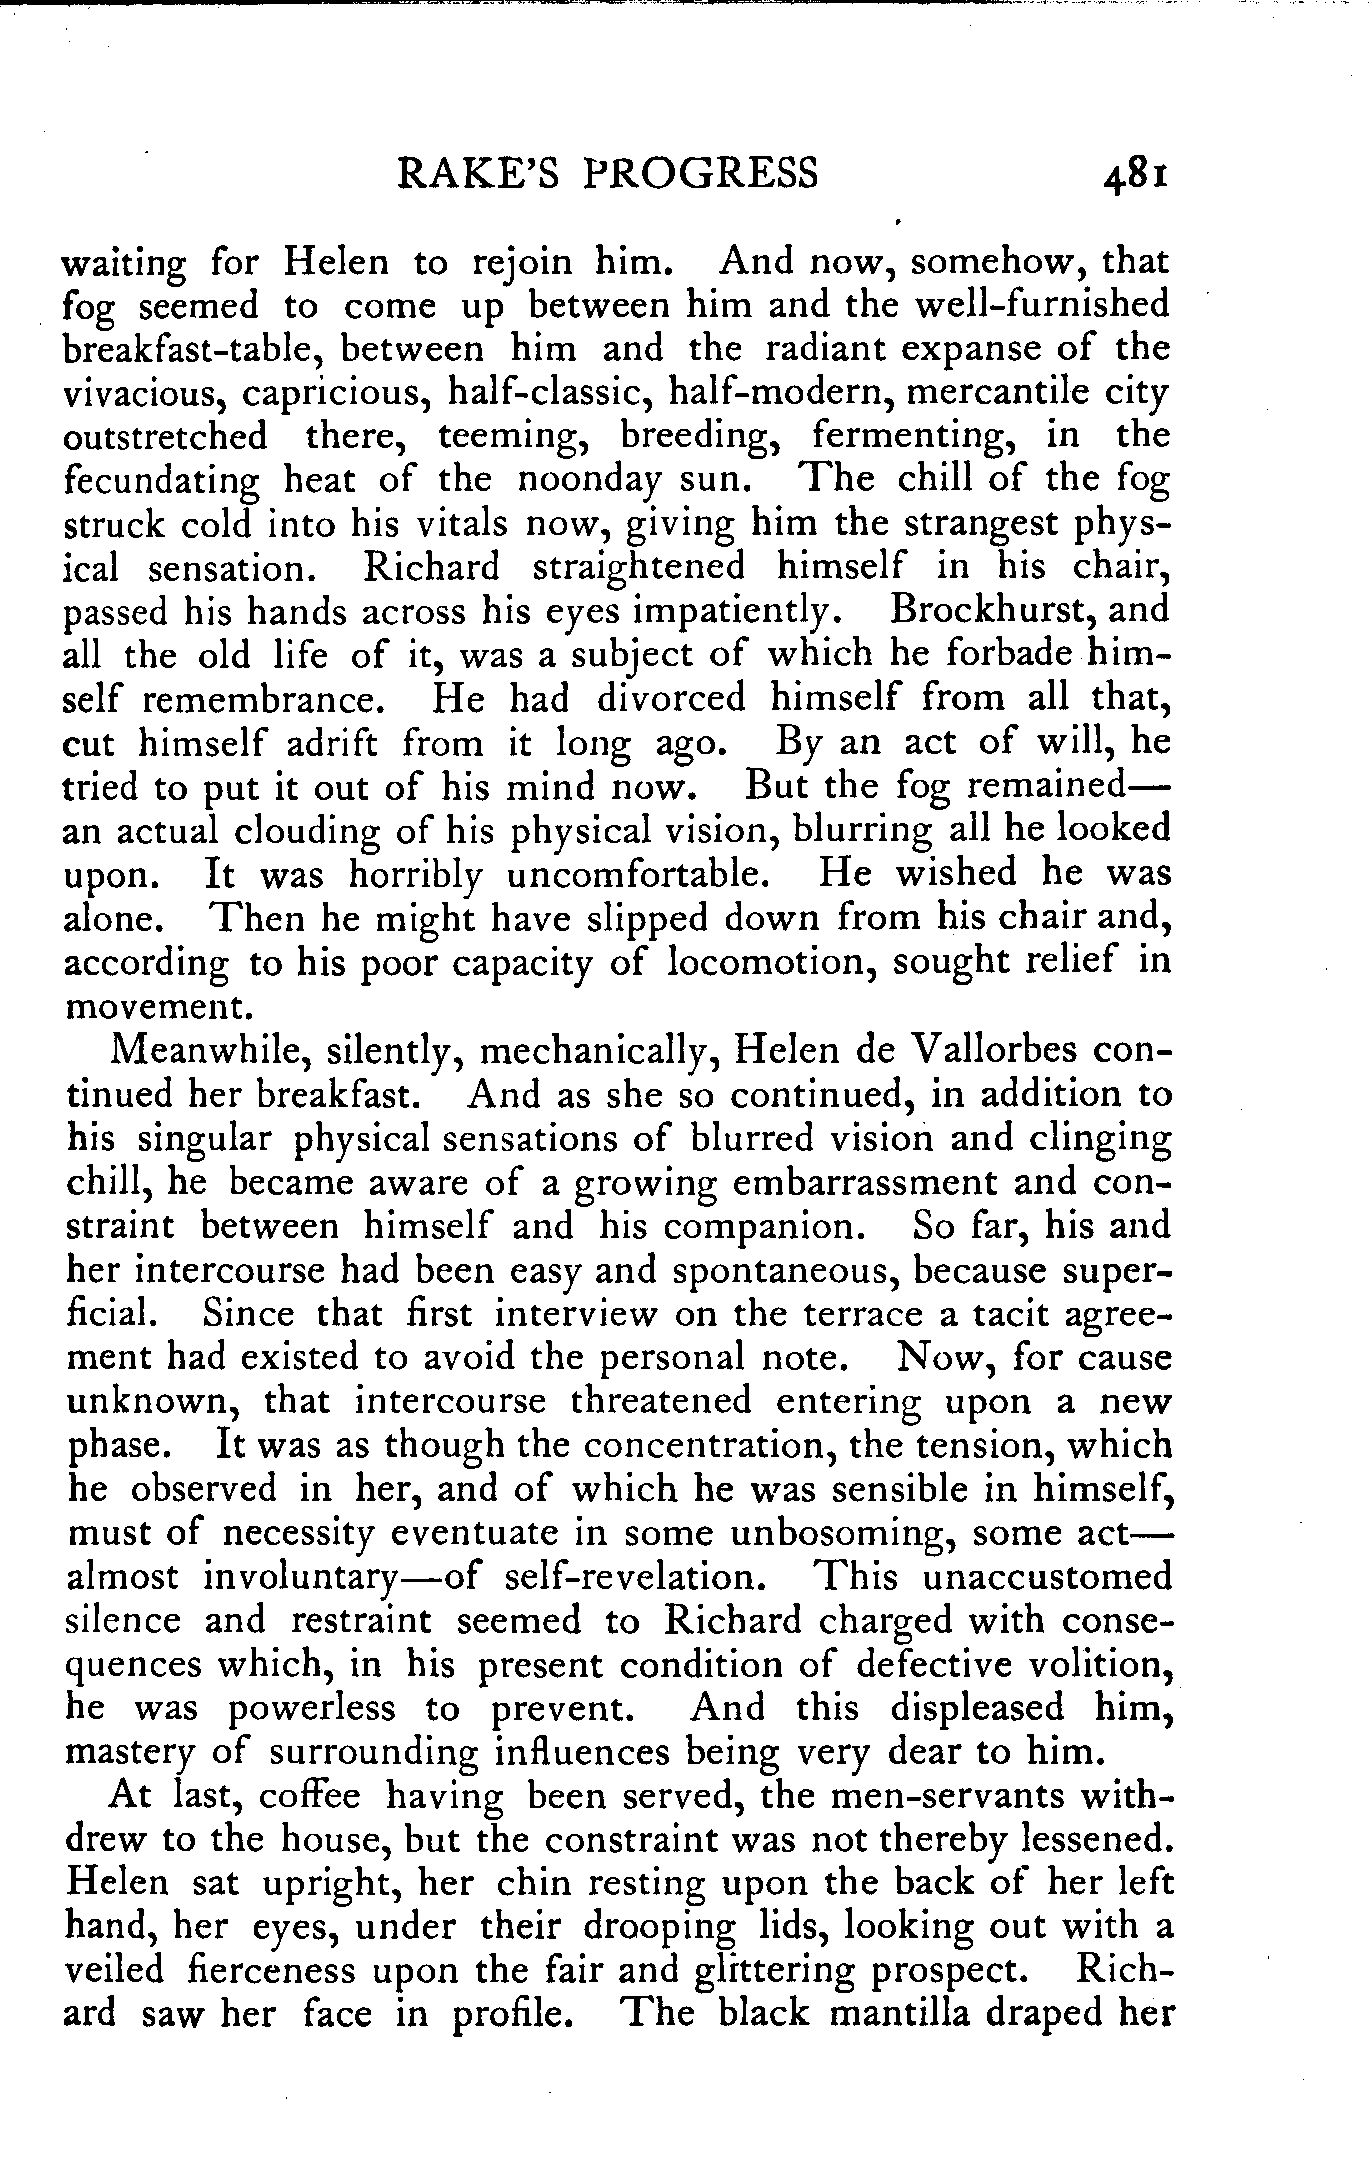 RAKE'S PROGRESS 481
waiting for Helen to rejoin him. And now, somehow, that
fog seemed to come up between him and the well-furnished
breakfast-table, between him and the radiant expanse of the
vivacious, capricious, half-classic, half-modern, mercantile city
outstretched there, teeming, breeding, fermenting, in the
fecundating heat of the noonday sun. The chill of the fog
struck cold into his vitals now, giving him the strangest phys-
ical sensation. Richard straightened himself in his chair,
passed his hands across his eyes impatiently. Brockhurst, and
all the old life of it, was a subject of which he forbade him-
self remembrance. He had divorced himself from all that,
cut himself adrift from it long ago. By an act of will, he
tried to put it out of his mind now. But the fog remained—
an actual clouding of his physical vision, blurring all he looked
upon. It was horribly uncomfortable. He wished he was
alone. Then he might have slipped down from his chair and,
according to his poor capacity of locomotion, sought relief in
movement.
Meanwhile, silently, mechanically, Helen de Vallorbes con-
tinued her breakfast. And as she so continued, in addition to
his singular physical sensations of blurred vision and clinging
chill, he became aware of a growing embarrassment and con-
straint between himself and his companion. So far, his and
her intercourse had been easy and spontaneous, because super-
ficial. Since that first interview on the terrace a tacit agree-
ment had existed to avoid the personal note. Now, for cause
unknown, that intercourse threatened entering upon a new
phase. It was as though the concentration, the tension, which
he observed in her, and of which he was sensible in himself,
must of necessity eventuate in some unbosoming, some act—
almost involuntary—of self-revelation. This unaccustomed
silence and restraint seemed to Richard charged with conse-
quences which, in his present condition of defective volition,
he was powerless to prevent. And this displeased him,
mastery of surrounding influences being very dear to him.
At last, coffee having been served, the men-servants with-
drew to the house, but the constraint was not thereby lessened.
Helen sat upright, her chin resting upon the back of her left
hand, her eyes, under their drooping lids, looking out with a
veiled fierceness upon the fair and glittering prospect. Rich-
ard saw her face in profile. The black mantilla draped her